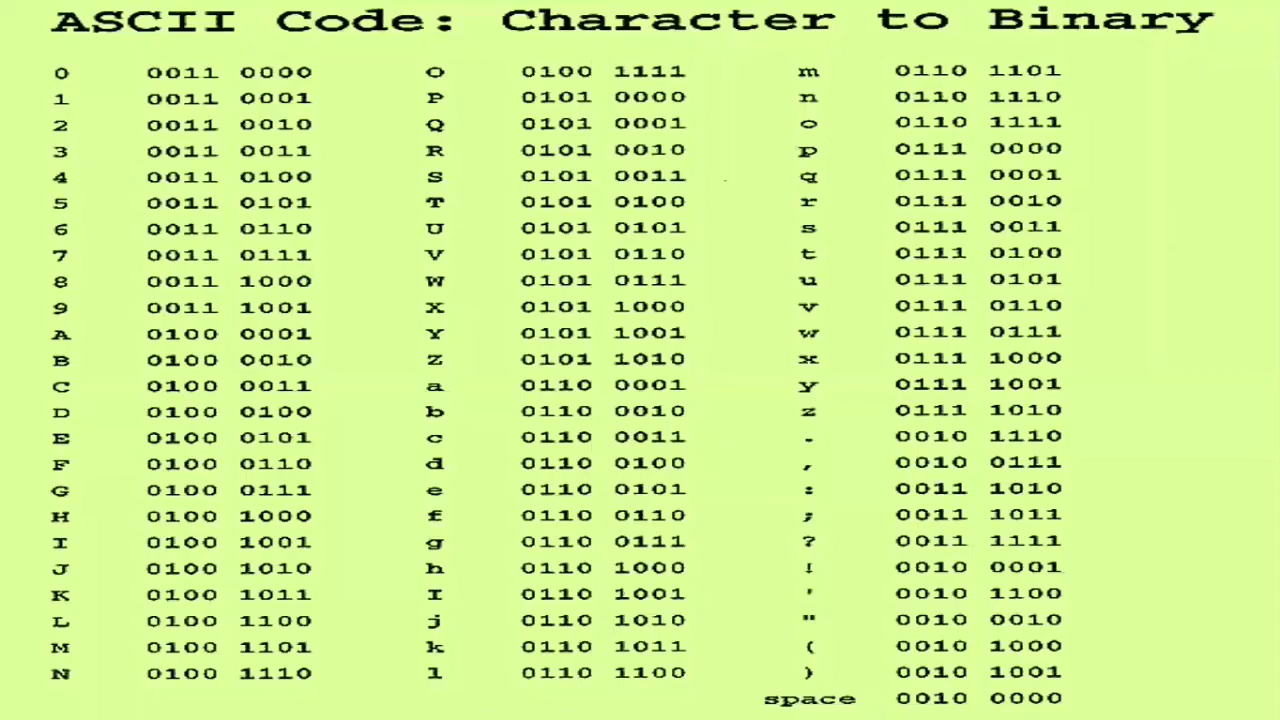 ASCII Code: Character to Binary
0 0011 0000 O 0100 1111 m 0110 1101
1 0011 0001 P 0101 0000 n 0110 1110
2 0011 0010 Q 0101 0001 o 0110 1111
3 0011 0011 R 0101 0010 p 0111 0000
4 0011 0100 S 0101 0011 q 0111 0001
5 0011 0101 T 0101 0100 r 0111 0010
6 0011 0110 U 0101 0101 s 0111 0011
7 0011 0111 V 0101 0110 t 0111 0100
8 0011 1000 W 0101 0111 u 0111 0101
9 0011 1001 X 0101 1000 v 0111 0110
A 0100 0001 Y 0101 1001 w 0111 0111
B 0100 0010 Z 0101 1010 x 0111 1000
C 0100 0011 a 0110 0001 y 0111 1001
D 0100 0100 b 0110 0010 z 0111 1010
E 0100 0101 c 0110 0011 . 0010 1110
F 0100 0110 d 0110 0100 , 0010 0111
G 0100 0111 e 0110 0101 : 0011 1010
H 0100 1000 f 0110 0110 ; 0011 1011
I 0100 1001 g 0110 0111 ? 0011 1111
J 0100 1010 h 0110 1000 ! 0010 0001
K 0100 1011 I 0110 1001 ' 0010 1100
L 0100 1100 j 0110 1010 " 0010 0010
M 0100 1101 k 0110 1011 ( 0010 1000
N 0100 1110 l 0110 1100 ) 0010 1001
space 0010 0000